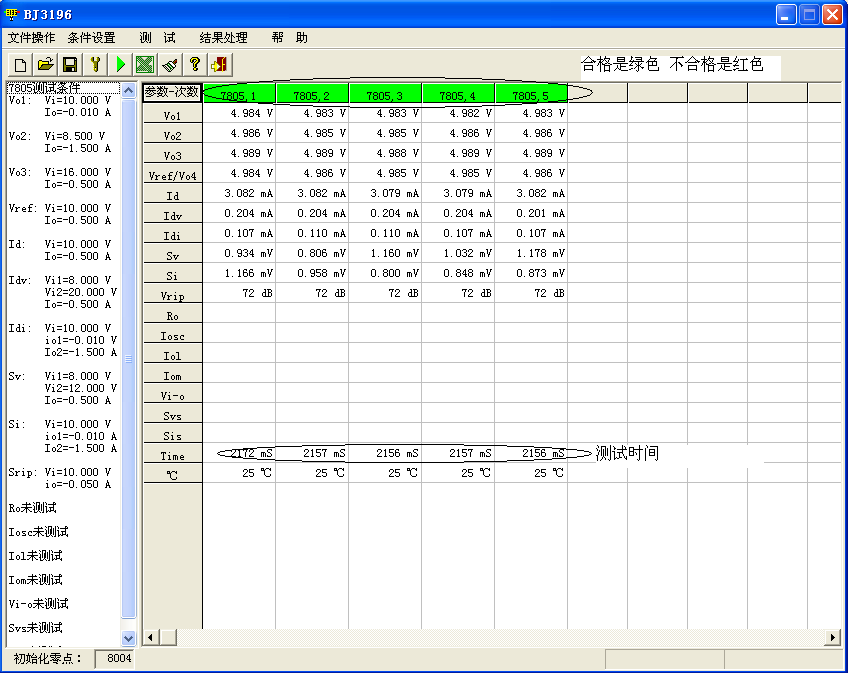 BJ3196
文件操作 条件设置 测 试 结果处理 帮 助
合格是绿色 不合格是红色
7805测试条件
Vo1: Vi=10.000 V
Io=-0.010 A
Vo2: Vi=8.500 V
Io=-1.500 A
Vo3: Vi=16.000 V
Io=-0.500 A
Vref: Vi=10.000 V
Io=-0.500 A
Id: Vi=10.000 V
Io=-0.500 A
Idv: Vi1=8.000 V
Vi2=20.000 V
Io=-0.500 A
Idi: Vi=10.000 V
io1=-0.010 V
Io2=-1.500 A
Sv: Vi1=8.000 V
Vi2=12.000 V
Io=-0.500 A
Si: Vi=10.000 V
io1=-0.010 A
Io2=-1.500 A
Srip: Vi=10.000 V
io=-0.050 A
Ro未测试
Iosc未测试
Iol未测试
Iom未测试
Vi-o未测试
Svs未测试
参数-次数 7805,1 7805,2 7805,3 7805,4 7805,5
Vo1 4.984 V 4.983 V 4.983 V 4.982 V 4.983 V
Vo2 4.986 V 4.985 V 4.985 V 4.986 V 4.986 V
Vo3 4.989 V 4.989 V 4.988 V 4.989 V 4.989 V
Vref/Vo4 4.984 V 4.986 V 4.985 V 4.985 V 4.986 V
Id 3.082 mA 3.082 mA 3.079 mA 3.079 mA 3.082 mA
Idv 0.204 mA 0.204 mA 0.204 mA 0.204 mA 0.201 mA
Idi 0.107 mA 0.110 mA 0.110 mA 0.107 mA 0.107 mA
Sv 0.934 mV 0.806 mV 1.160 mV 1.032 mV 1.178 mV
Si 1.166 mV 0.958 mV 0.800 mV 0.848 mV 0.873 mV
Vrip 72 dB 72 dB 72 dB 72 dB 72 dB
Ro
Iosc
Iol
Iom
Vi-o
Svs
Sis
Time 2172 mS 2157 mS 2156 mS 2157 mS 2156 mS 测试时间
℃ 25 ℃ 25 ℃ 25 ℃ 25 ℃ 25 ℃
初始化零点： 8004